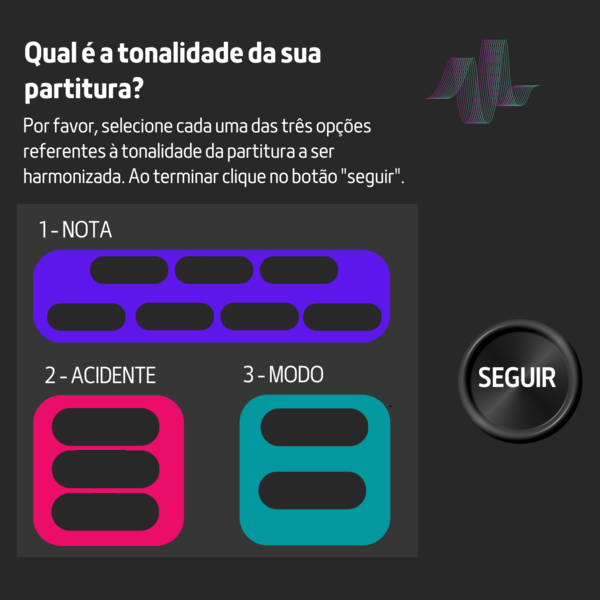 Qual é a tonalidade da sua
partitura?
Por favor, selecione cada uma das três opções
referentes à tonalidade da partitura a ser
harmonizada. Ao terminar clique no botão "seguir".
1 - NOTA
2 - ACIDENTE
3 - MODO
SEGUIR